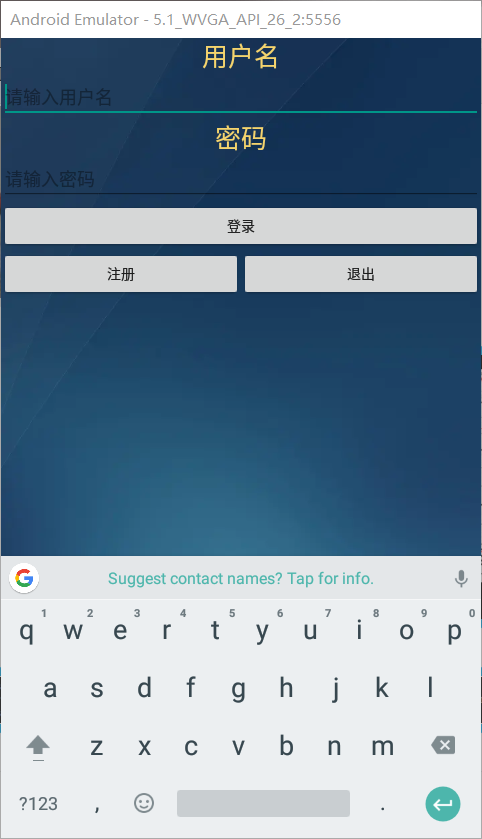 Android Emulator - 5.1_WVGA_API_26_2:5556
用户名
请输入用户名
密码
请输入密码
登录
注册 退出
G Suggest contact names? Tap for info.
1 2 3 4 5 6 7 8 9 0
q w e r t y u i o p
a s d f g h j k l
z x c v b n m
?123 , .